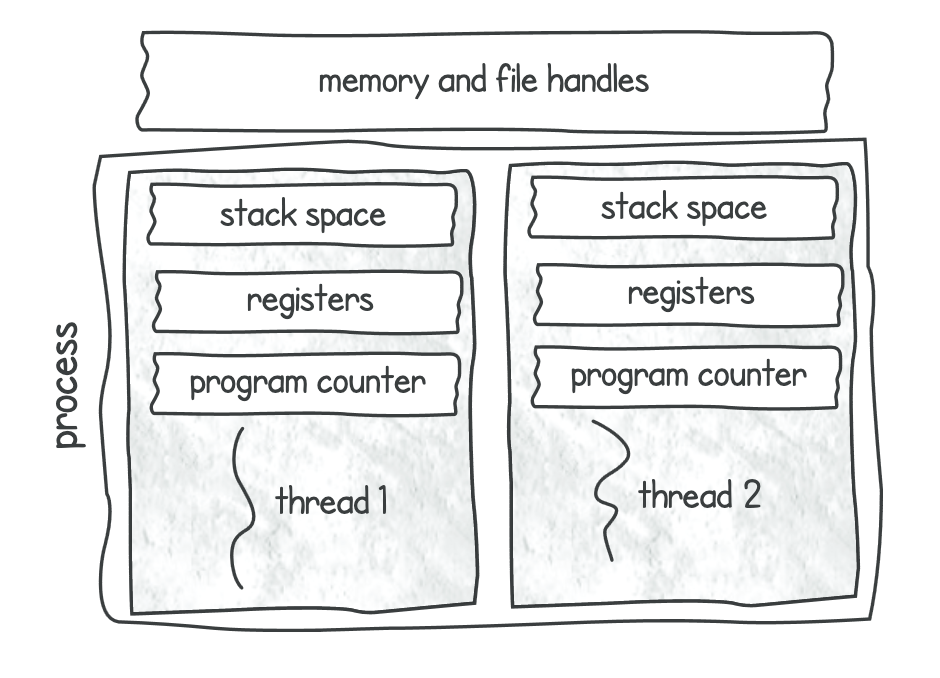 memory and file handles
process
stack space
registers
program counter
thread 1
stack space
registers
program counter
thread 2